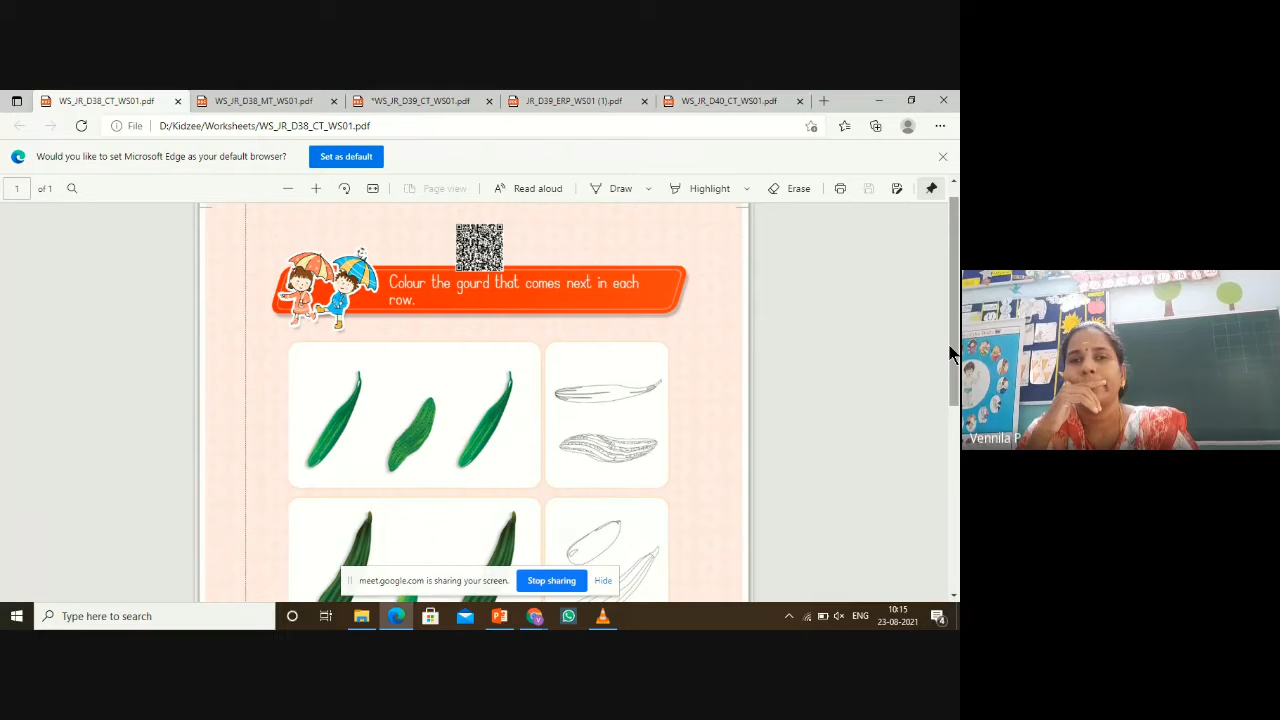 WS_JR_D38_CT_WS01.pdf
WS_JR_D38_MT_WS01.pdf
*WS_JR_D39_CT_WS01.pdf
JR_D39_ERP_WS01 (1).pdf
WS_JR_D40_CT_WS01.pdf
File
D:/Kidzee/Worksheets/WS_JR_D38_CT_WS01.pdf
Would you like to set Microsoft Edge as your default browser?
Set as default
1
of 1
Page view
Read aloud
Draw
Highlight
Erase
Colour the gourd that comes next in each
row.
Vennila P
meet.google.com is sharing your screen.
Stop sharing
Hide
Type here to search
ENG
10:15
23-08-2021
4